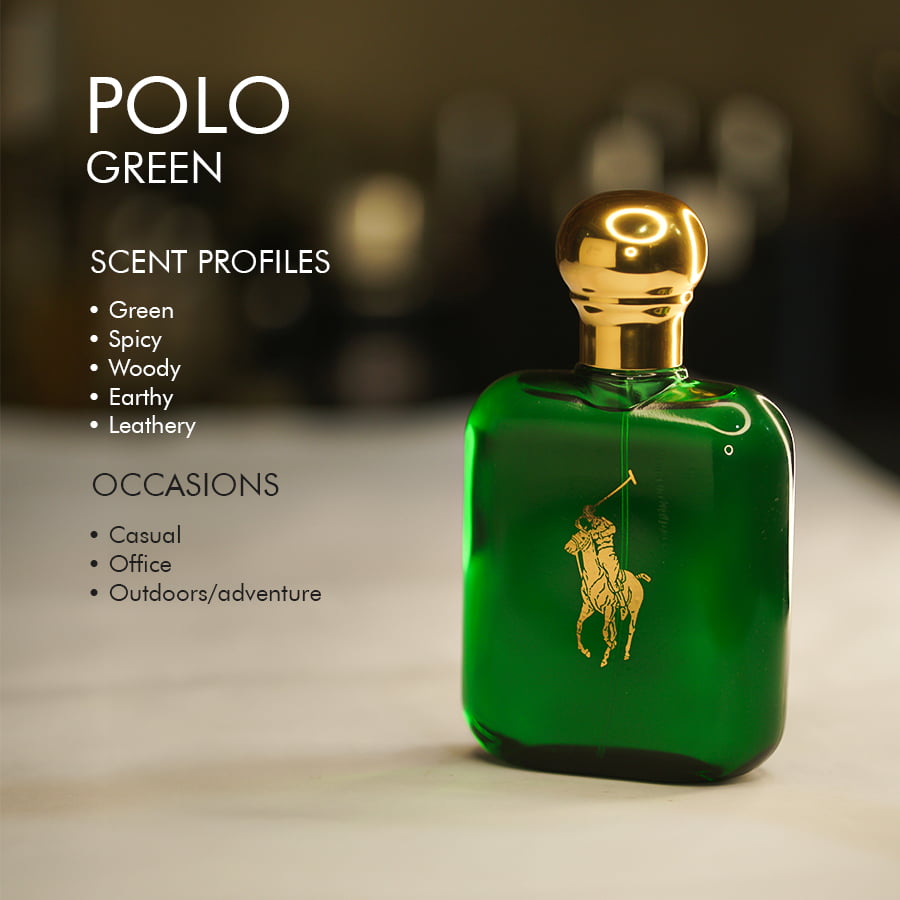 POLO
GREEN
SCENT PROFILES
• Green
• Spicy
• Woody
• Earthy
• Leathery
OCCASIONS
• Casual
• Office
• Outdoors/adventure